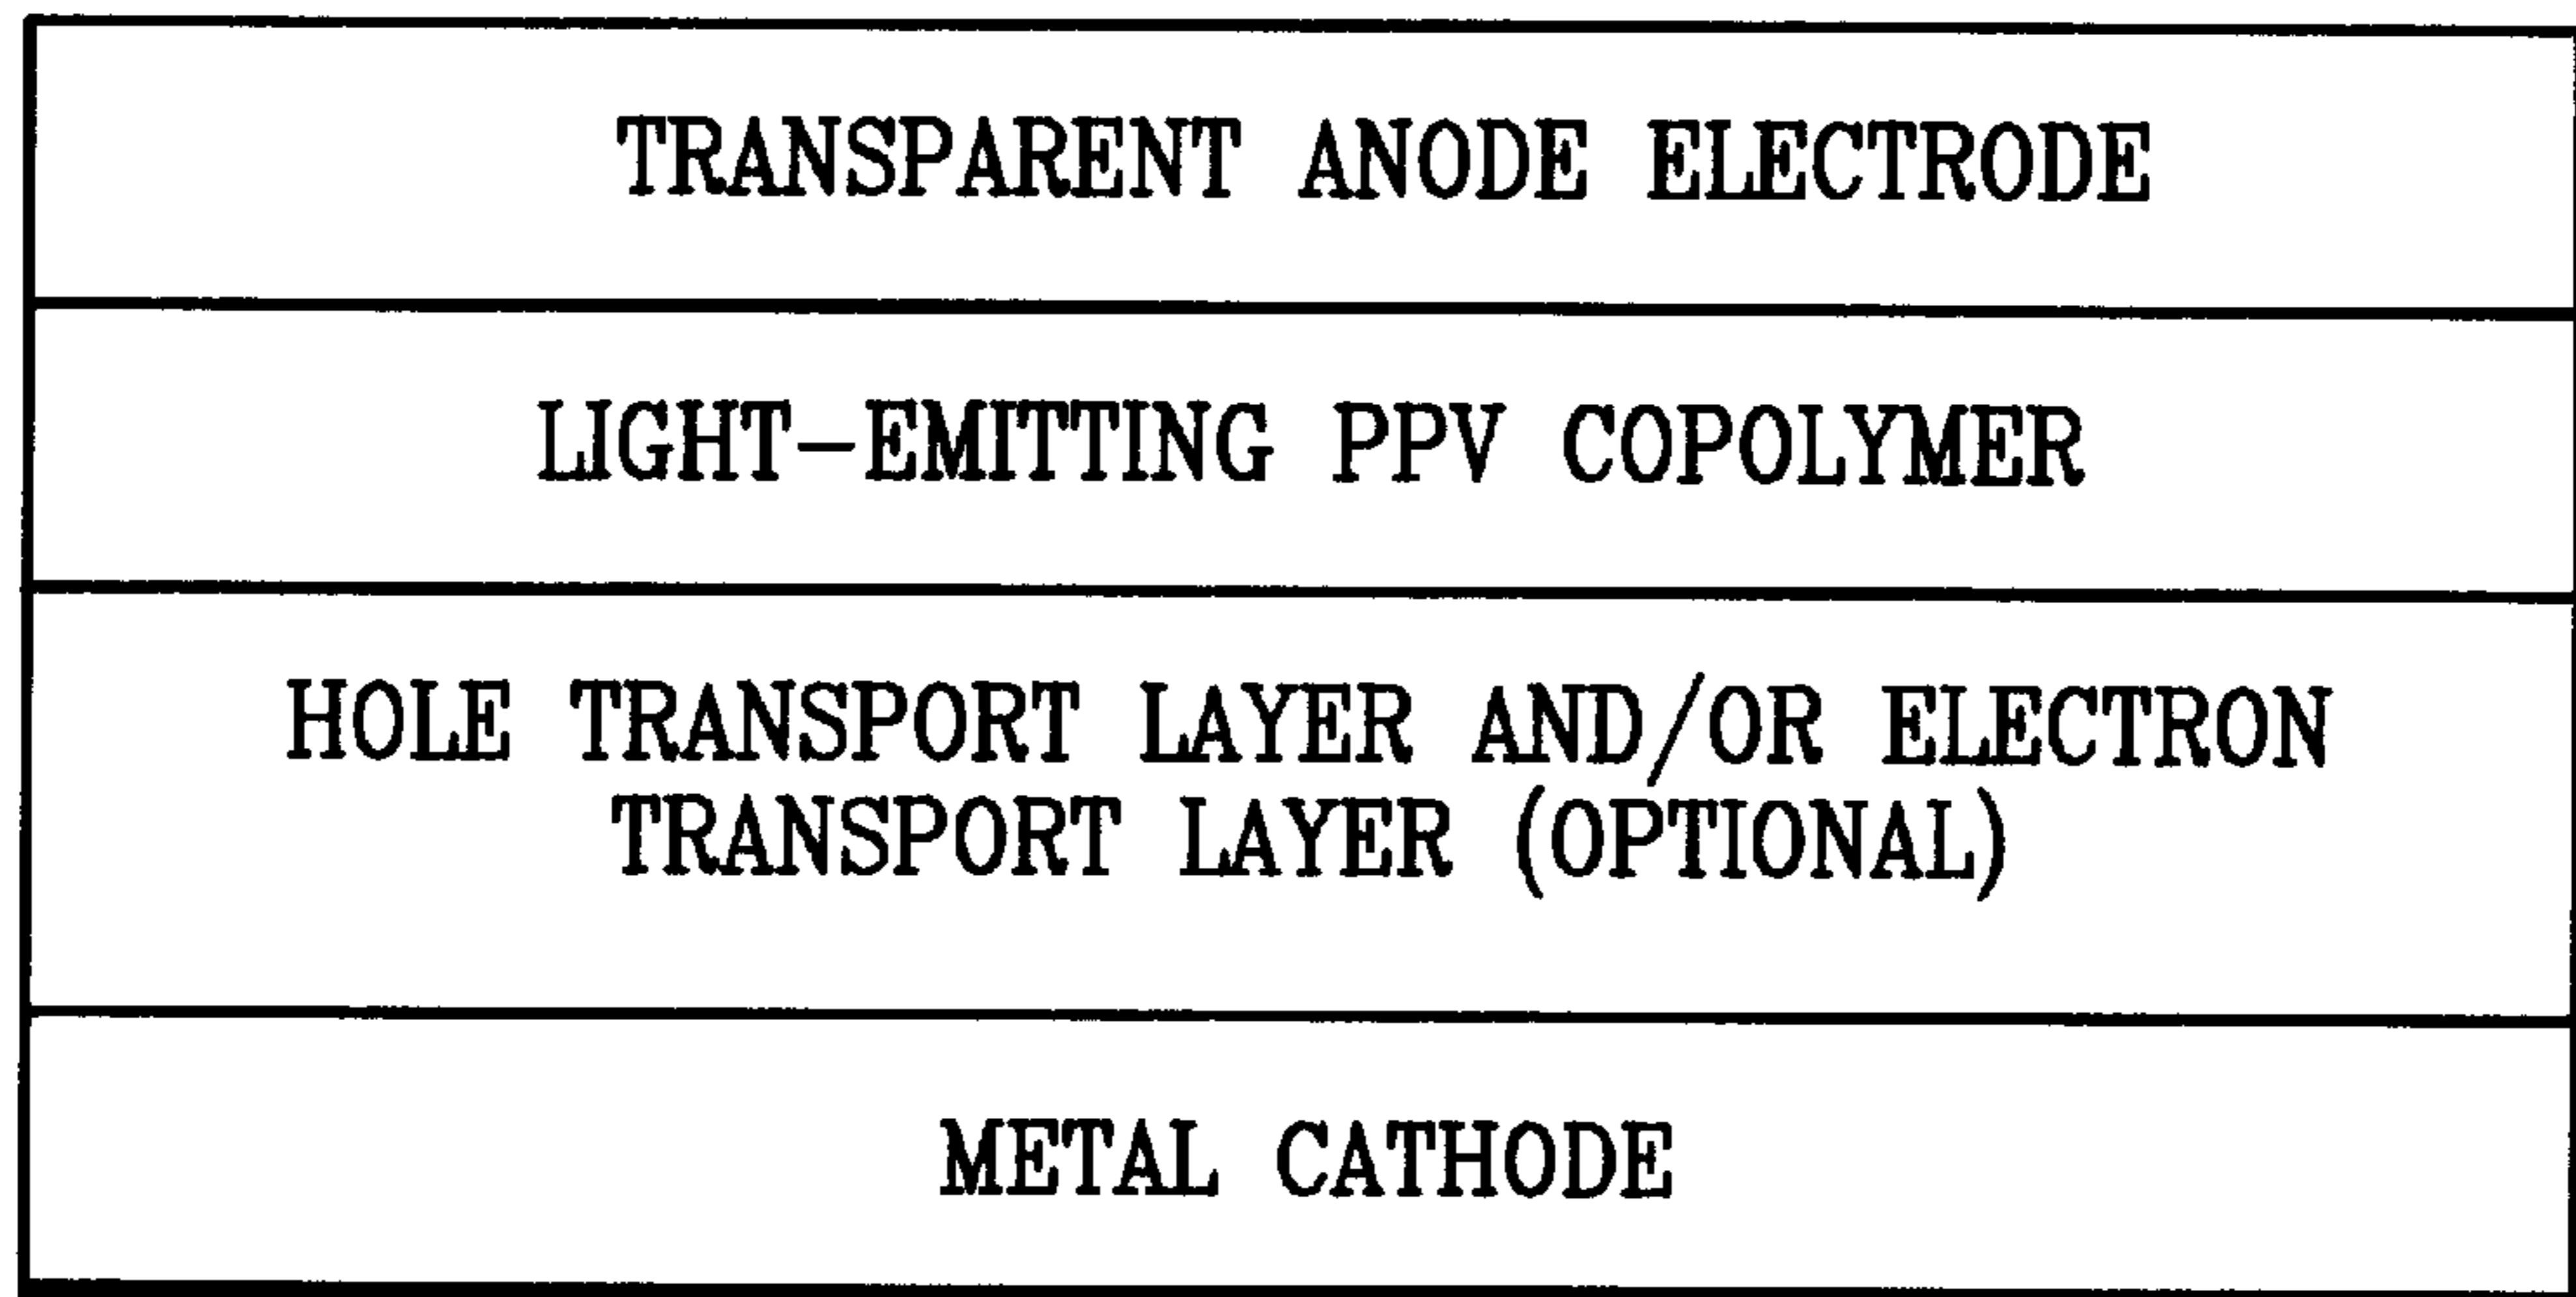 TRANSPARENT ANODE ELECTRODE
LIGHT-EMITTING PPV COPOLYMER
HOLE TRANSPORT LAYER AND/OR ELECTRON
TRANSPORT LAYER (OPTIONAL)
METAL CATHODE